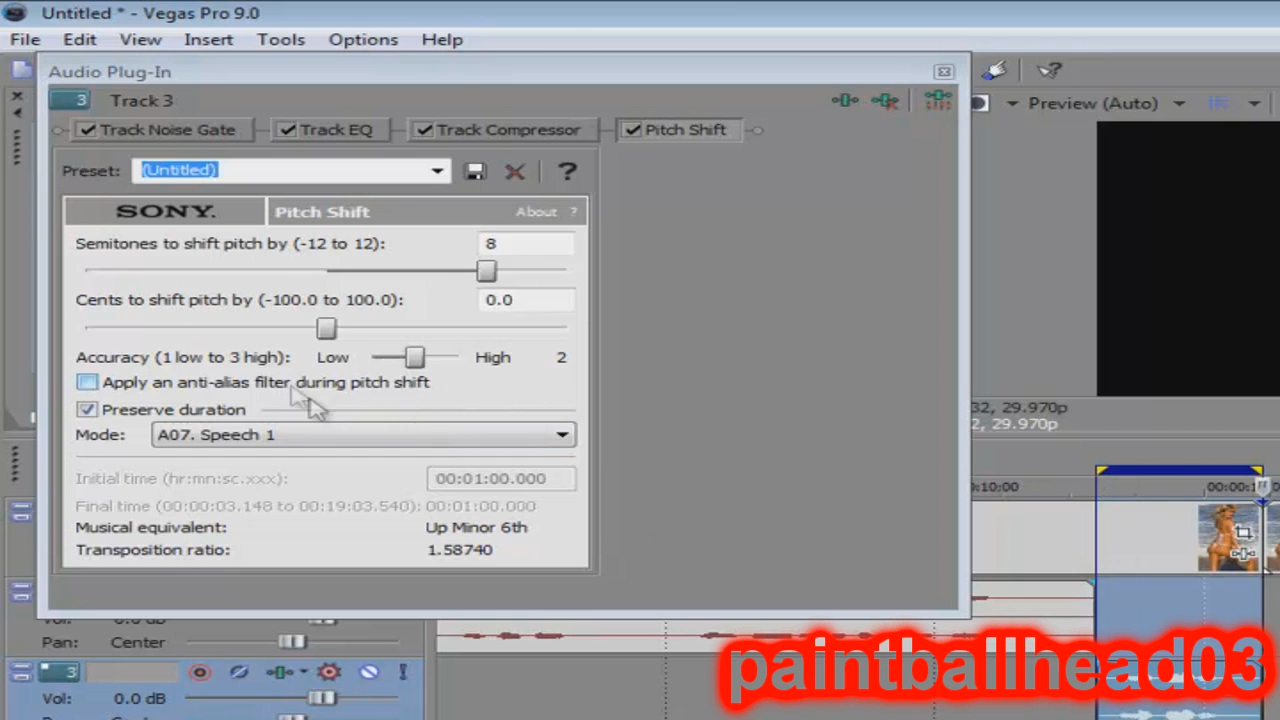 Untitled * - Vegas Pro 9.0
File Edit View Insert Tools Options Help
Audio Plug-In
3 Track 3
Preview (Auto)
Track Noise Gate Track EQ Track Compressor Pitch Shift
Preset: (Untitled) ?
SONY. Pitch Shift About ?
Semitones to shift pitch by (-12 to 12): 8
Cents to shift pitch by (-100.0 to 100.0): 0.0
Accuracy (1 low to 3 high): Low High 2
Apply an anti-alias filter during pitch shift
Preserve duration
32, 29.970p
2, 29.970p
Mode: A07. Speech 1
Initial time (hr:mn:sc.xxx): 00:01:00.000
:10:00 00:00:1
Final time (00:00:03.148 to 00:19:03.540): 00:01:00.000
Musical equivalent: Up Minor 6th
Transposition ratio: 1.58740
Vol: 0.0 dB
Pan: Center
3
Vol: 0.0 dB
paintballhead03